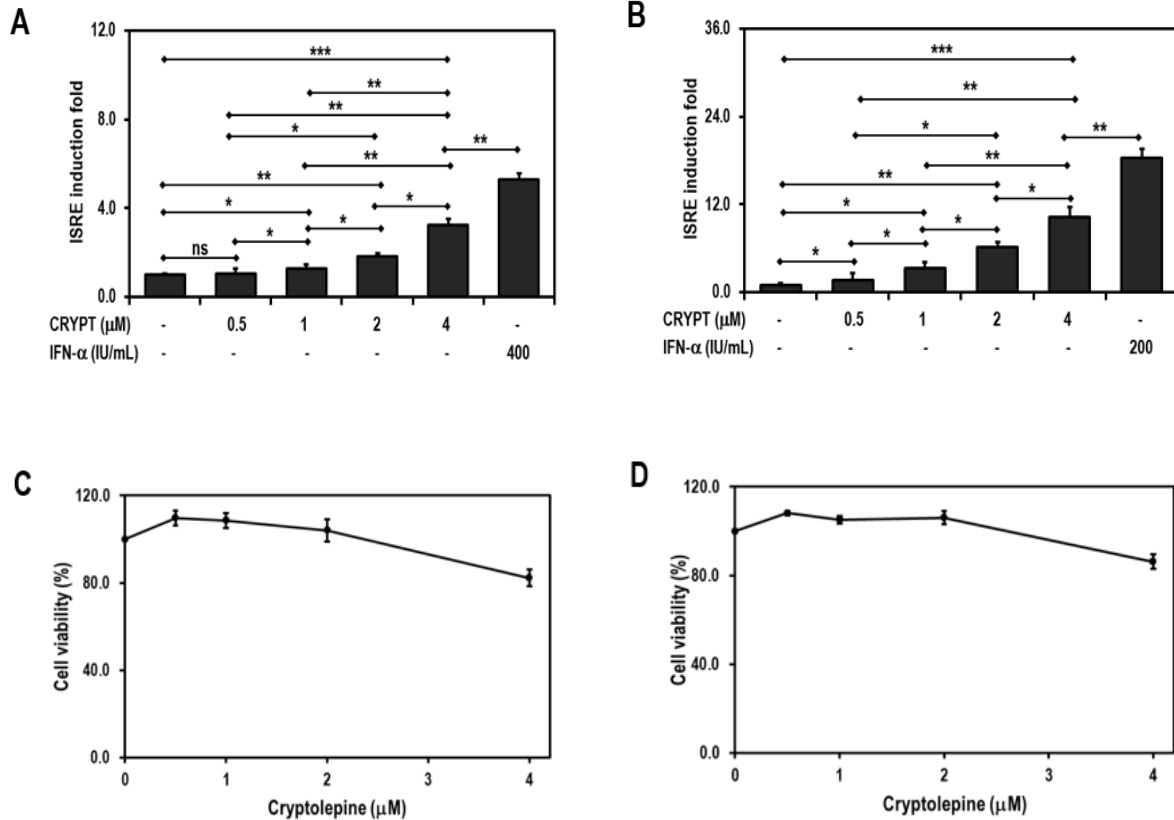 A
12.0
8.0
4.0
0.0
ISRE induction fold
***
**
**
*
**
**
**
*
*
*
*
ns
CRYPT (μM) - 0.5 1 2 4 -
IFN-α (IU/mL) - - - - - 400
B
36.0
24.0
12.0
0.0
ISRE induction fold
***
**
*
**
**
**
*
*
*
*
*
CRYPT (μM) - 0.5 1 2 4 -
IFN-α (IU/mL) - - - - - 200
C
120.0
80.0
40.0
0.0
Cell viability (%)
0 1 2 3 4
Cryptolepine (μM)
D
120.0
80.0
40.0
0.0
Cell viability (%)
0 1 2 3 4
Cryptolepine (μM)